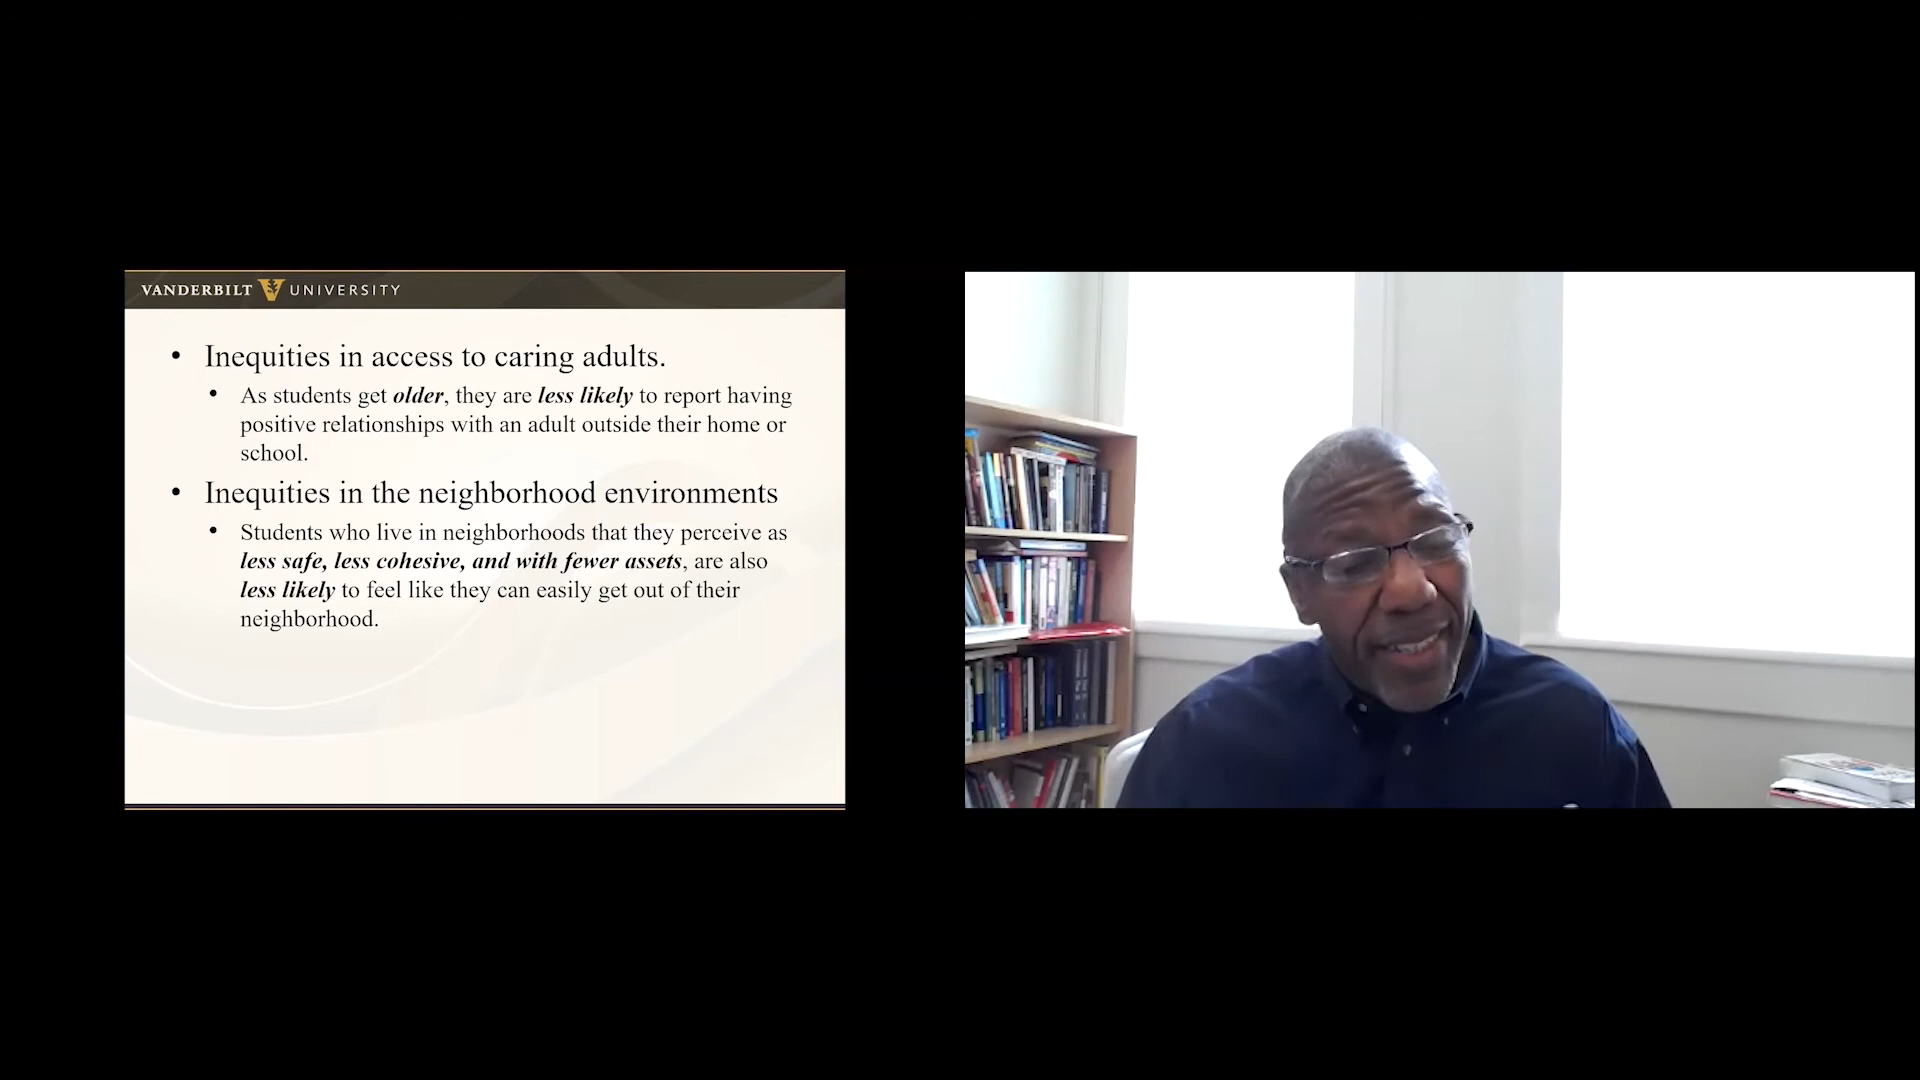 VANDERBILT UNIVERSITY
• Inequities in access to caring adults.
• As students get older, they are less likely to report having
positive relationships with an adult outside their home or
school.
• Inequities in the neighborhood environments
• Students who live in neighborhoods that they perceive as
less safe, less cohesive, and with fewer assets, are also
less likely to feel like they can easily get out of their
neighborhood.